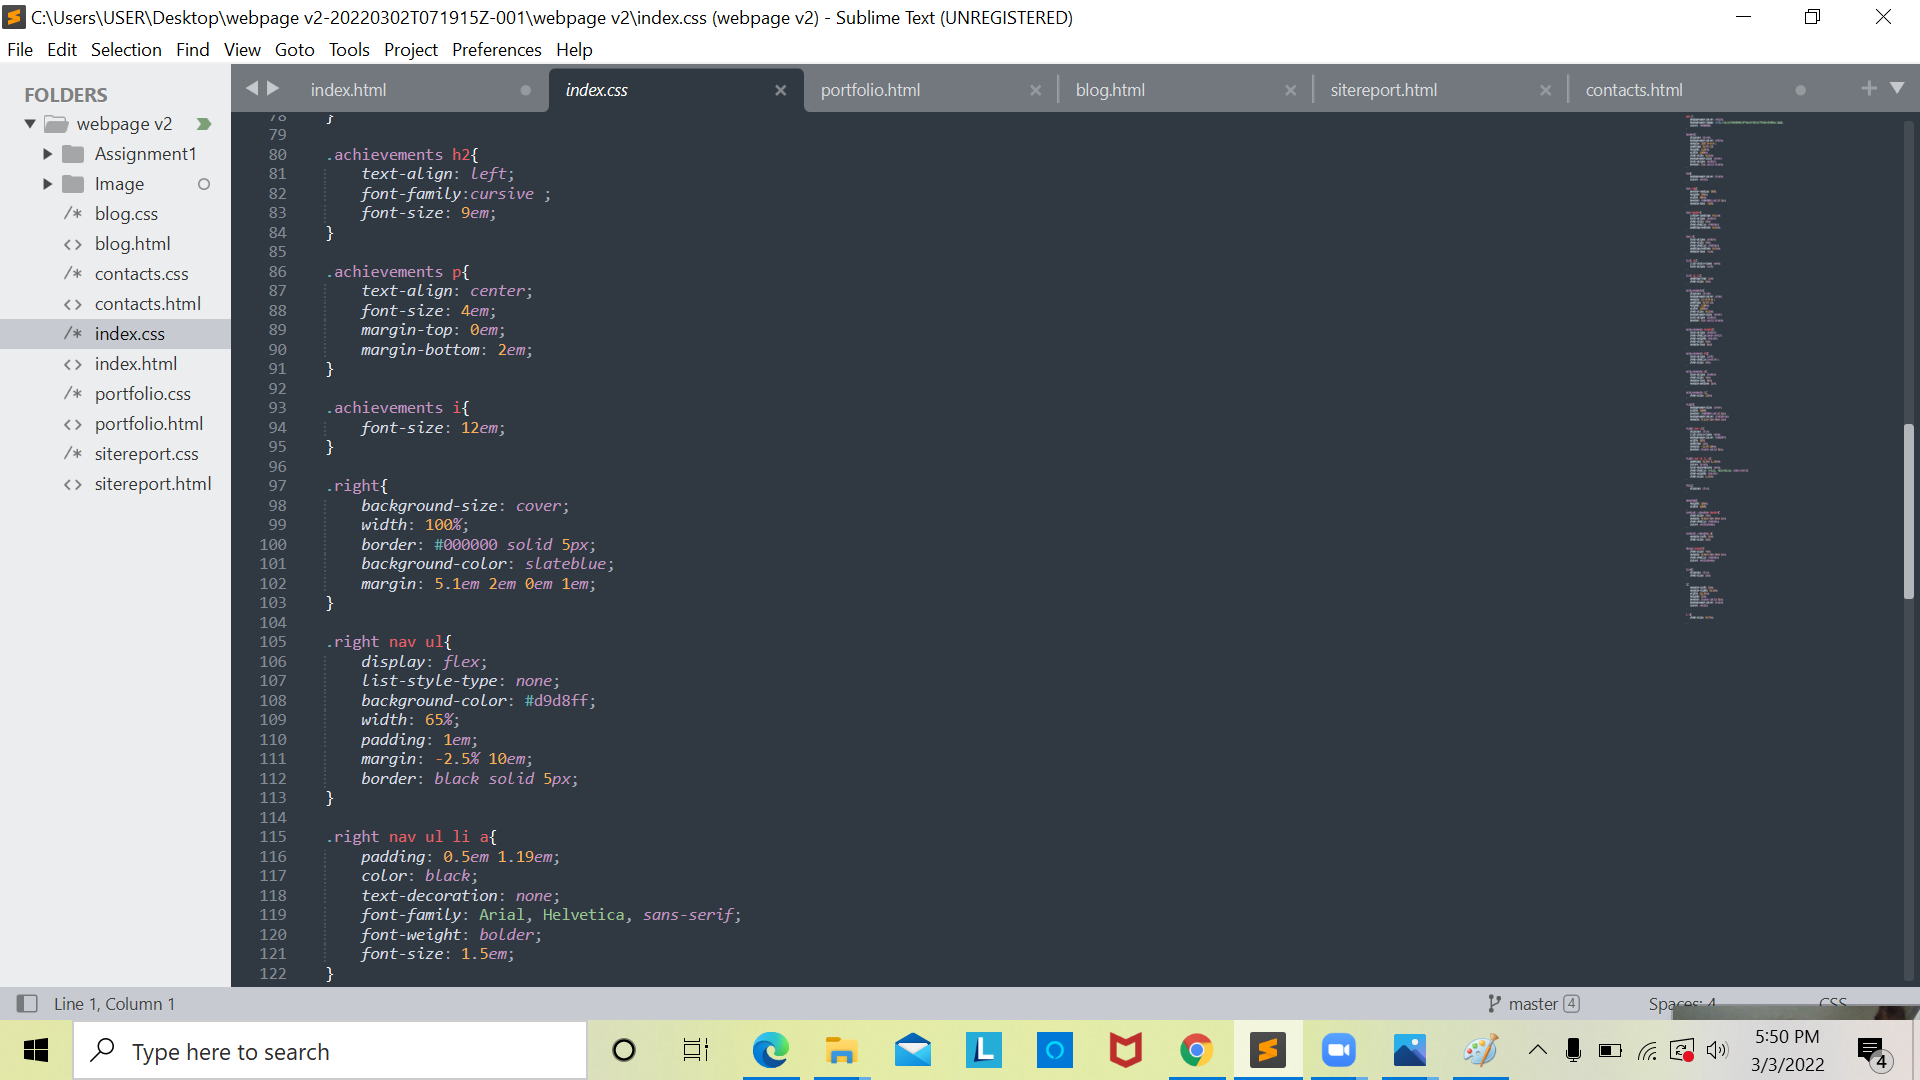 C:\Users\USER\Desktop\webpage v2-20220302T071915Z-001\webpage v2\index.css (webpage v2) - Sublime Text (UNREGISTERED)
File Edit Selection Find View Goto Tools Project Preferences Help
FOLDERS
webpage v2
Assignment1
Image
/* blog.css
<> blog.html
/* contacts.css
<> contacts.html
/* index.css
<> index.html
/* portfolio.css
<> portfolio.html
/* sitereport.css
<> sitereport.html
index.html index.css portfolio.html blog.html sitereport.html contacts.html
78 }
79
80 .achievements h2{
81 text-align: left;
82 font-family:cursive ;
83 font-size: 9em;
84 }
85
86 .achievements p{
87 text-align: center;
88 font-size: 4em;
89 margin-top: 0em;
90 margin-bottom: 2em;
91 }
92
93 .achievements i{
94 font-size: 12em;
95 }
96
97 .right{
98 background-size: cover;
99 width: 100%;
100 border: #000000 solid 5px;
101 background-color: slateblue;
102 margin: 5.1em 2em 0em 1em;
103 }
104
105 .right nav ul{
106 display: flex;
107 list-style-type: none;
108 background-color: #d9d8ff;
109 width: 65%;
110 padding: 1em;
111 margin: -2.5% 10em;
112 border: black solid 5px;
113 }
114
115 .right nav ul li a{
116 padding: 0.5em 1.19em;
117 color: black;
118 text-decoration: none;
119 font-family: Arial, Helvetica, sans-serif;
120 font-weight: bolder;
121 font-size: 1.5em;
122 }
Line 1, Column 1 master 4 Spaces: 4 CSS
Type here to search
5:50 PM
3/3/2022
4